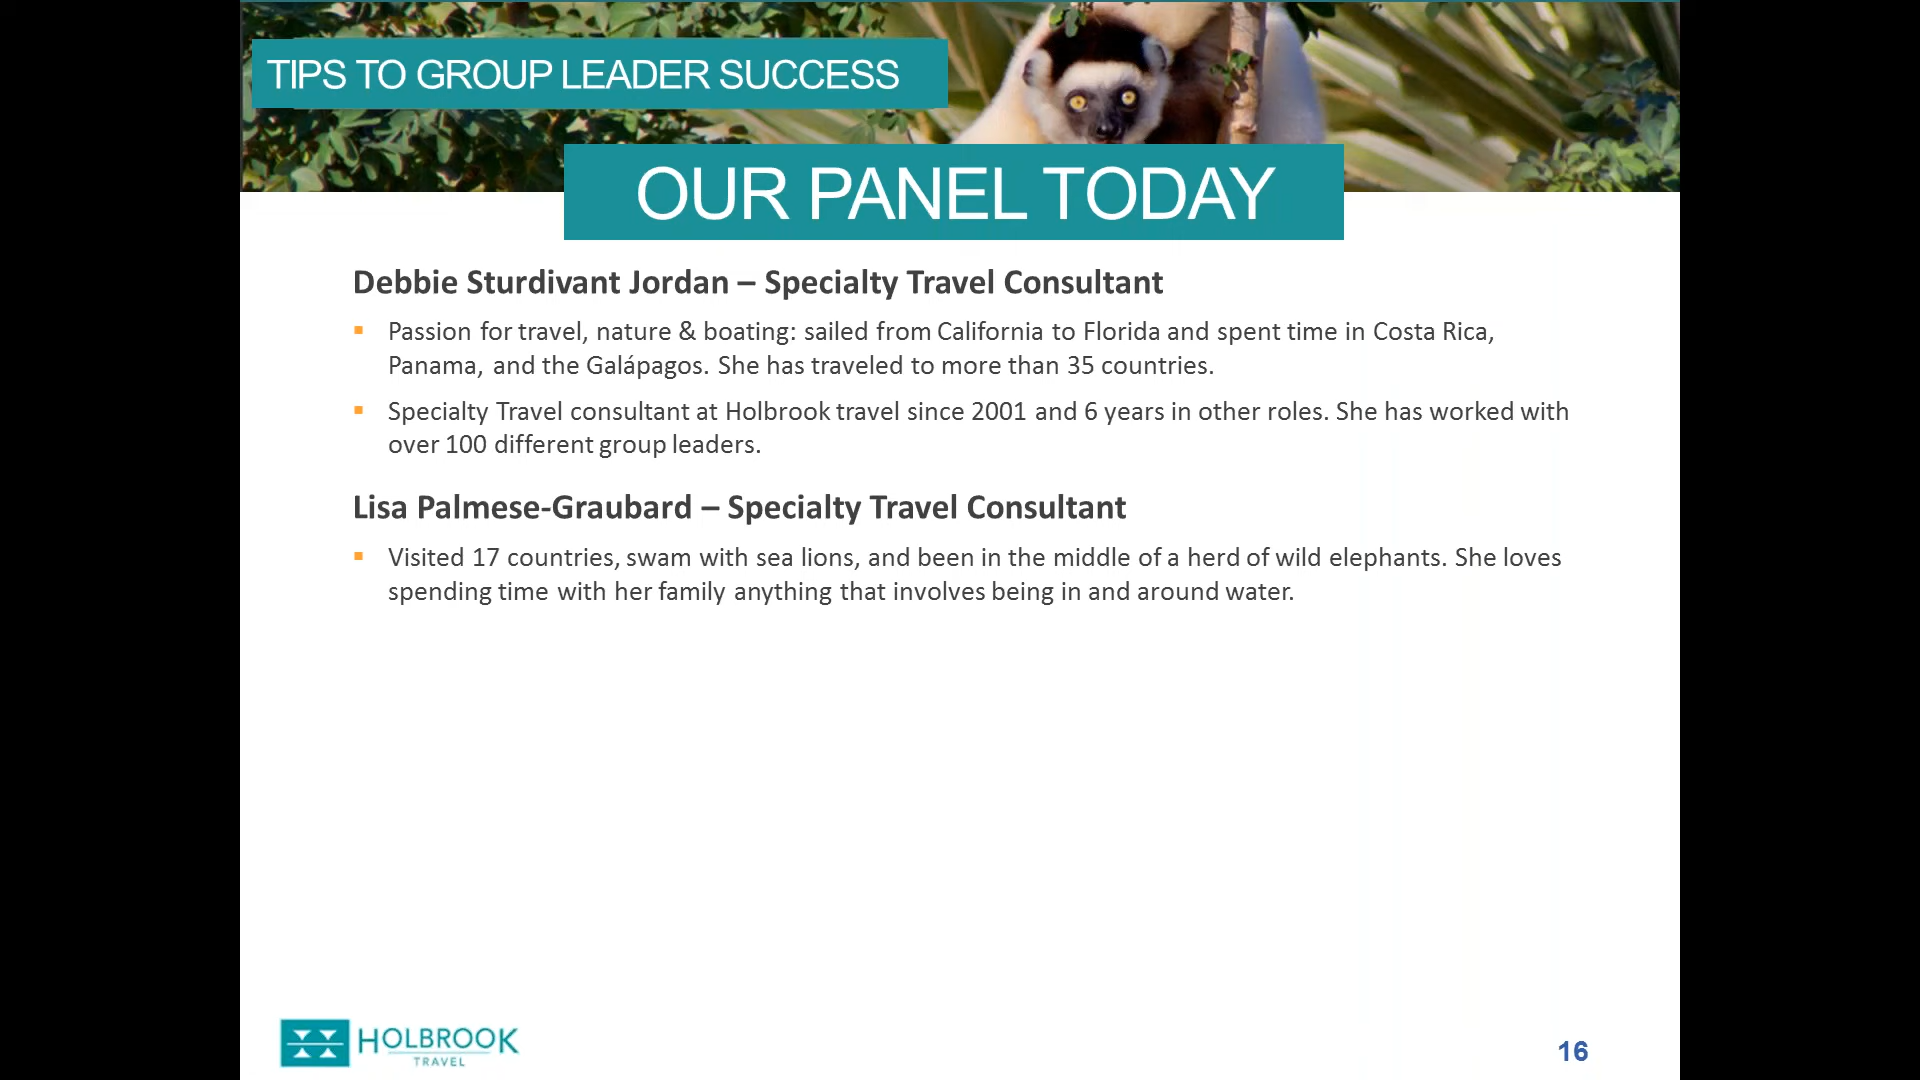 TIPS TO GROUP LEADER SUCCESS
OUR PANEL TODAY
Debbie Sturdivant Jordan – Specialty Travel Consultant
▪ Passion for travel, nature & boating: sailed from California to Florida and spent time in Costa Rica,
Panama, and the Galápagos. She has traveled to more than 35 countries.
▪ Specialty Travel consultant at Holbrook travel since 2001 and 6 years in other roles. She has worked with
over 100 different group leaders.
Lisa Palmese-Graubard – Specialty Travel Consultant
▪ Visited 17 countries, swam with sea lions, and been in the middle of a herd of wild elephants. She loves
spending time with her family anything that involves being in and around water.
HOLBROOK
TRAVEL
16